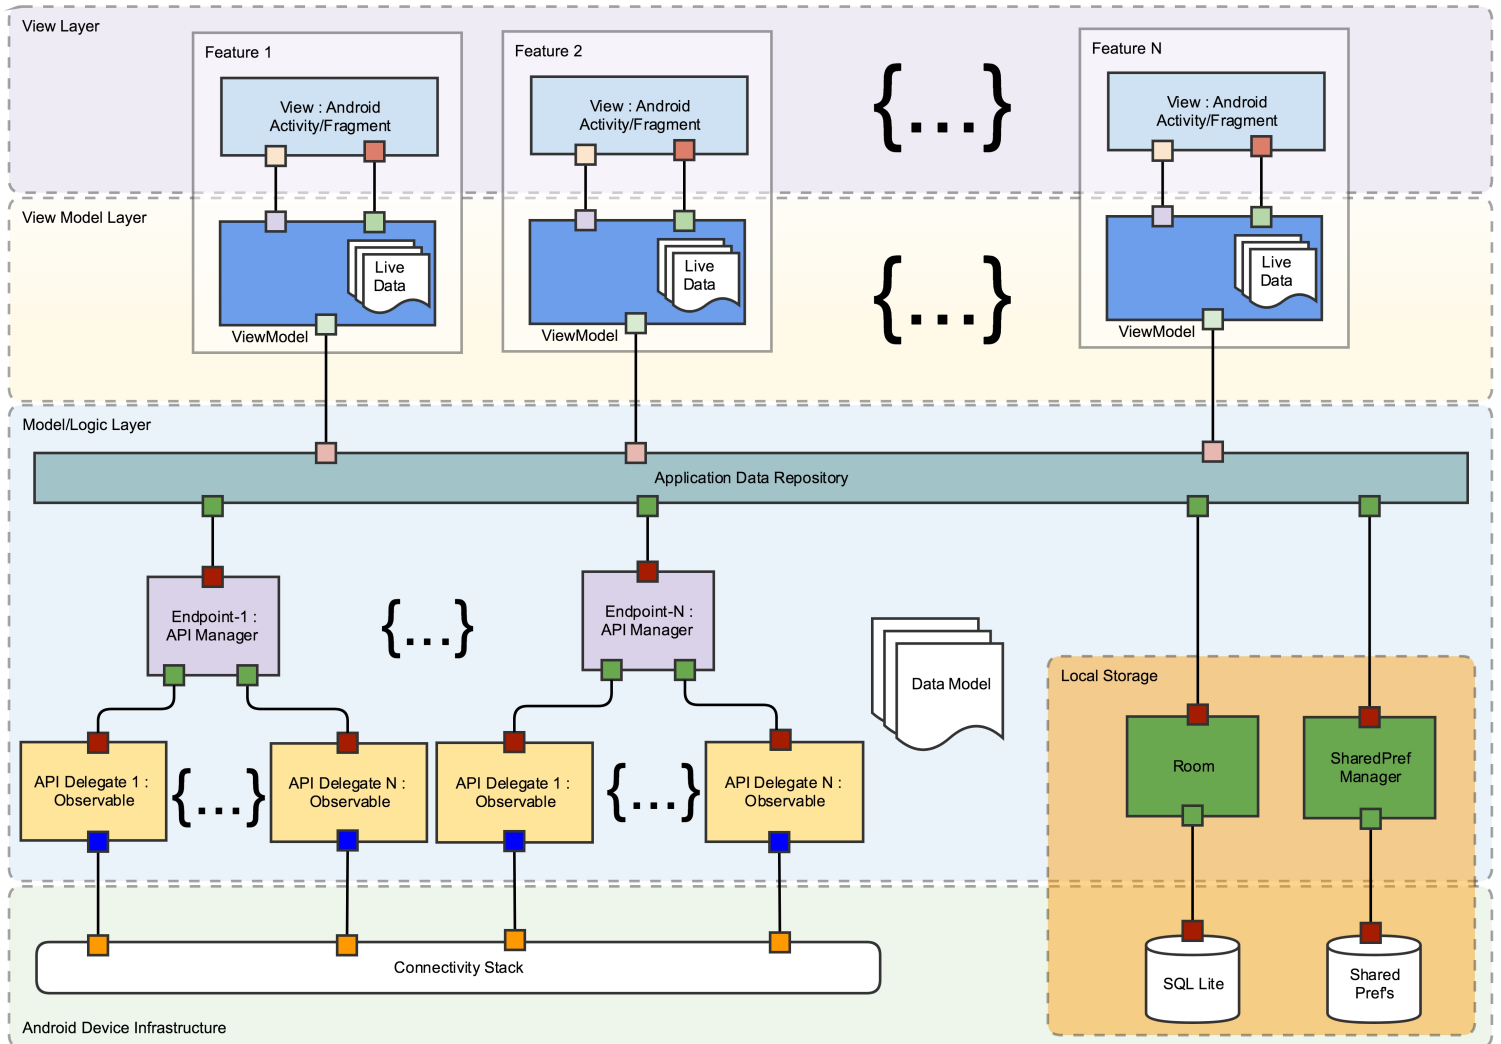 View Layer
Feature 1
Feature 2
Feature N
View : Android
Activity/Fragment
View : Android
Activity/Fragment
{...}
View : Android
Activity/Fragment
View Model Layer
Live
Data
ViewModel
Live
Data
ViewModel
{...}
Live
Data
ViewModel
Model/Logic Layer
Application Data Repository
Endpoint-1 :
API Manager
{...}
Endpoint-N :
API Manager
Data Model
Local Storage
API Delegate 1 :
Observable
{...}
API Delegate N :
Observable
API Delegate 1 :
Observable
{...}
API Delegate N :
Observable
Room
SharedPref
Manager
Connectivity Stack
SQL Lite
Shared
Pref's
Android Device Infrastructure